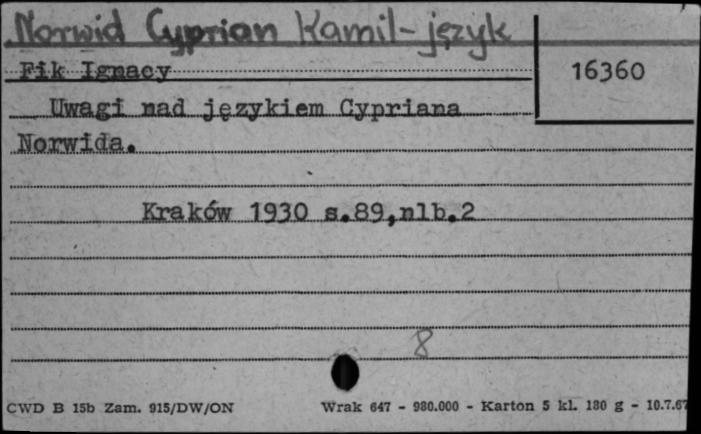 Norwid Cyprian Kamil - język
Fik Ignacy
16360
Uwagi nad językiem Cypriana
Norwida.
Kraków 1930 s.89,nlb.2
8
CWD B 15b Zam. 915/DW/ON Wrak 647 - 980.000 - Karton 5 kl. 180 g - 10.7.67